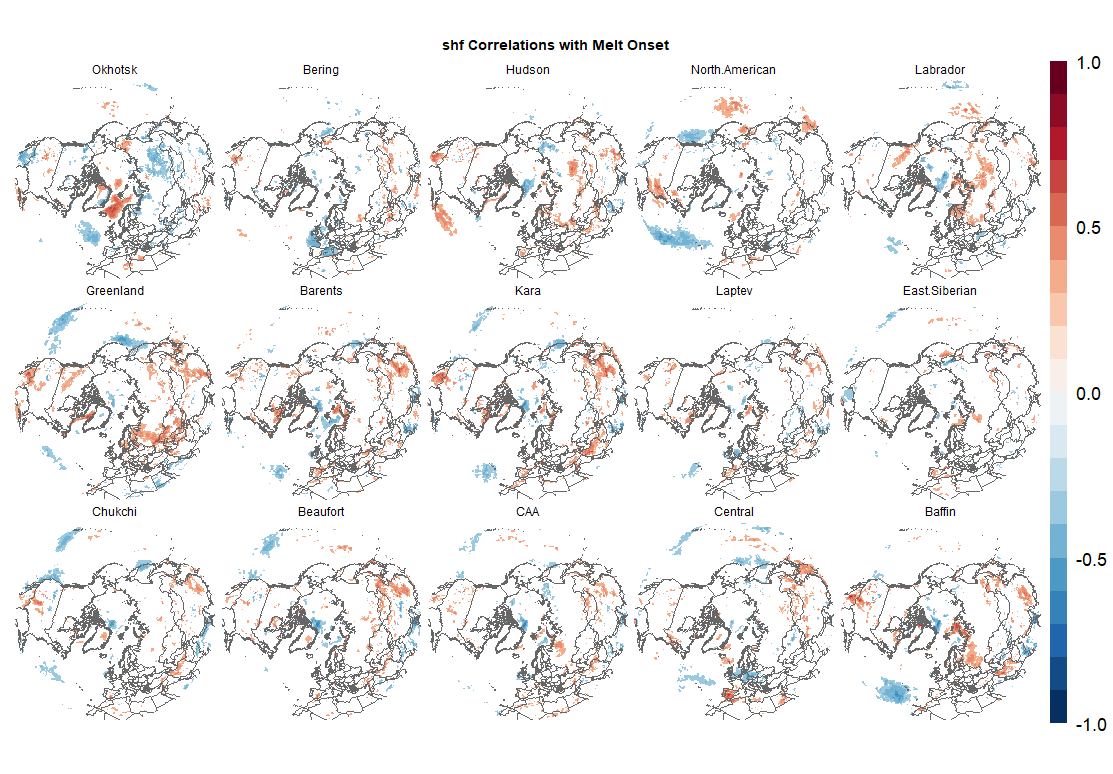 shf Correlations with Melt Onset
Okhotsk
Bering
Hudson
North.American
Labrador
Greenland
Barents
Kara
Laptev
East.Siberian
Chukchi
Beaufort
CAA
Central
Baffin
1.0
0.5
0.0
-0.5
-1.0